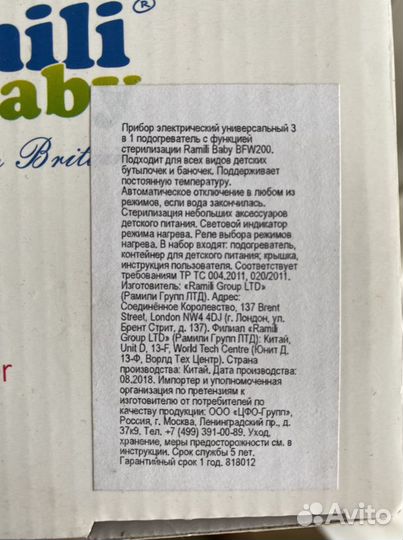 nili
®
aby
Brit
r
Прибор электрический универсальный 3
в 1 подогреватель с функцией
стерилизации Ramili Baby BFW200.
Подходит для всех видов детских
бутылочек и баночек. Поддерживает
постоянную температуру.
Автоматическое отключение в любом из
режимов, если вода закончилась.
Стерилизация небольших аксессуаров
детского питания. Световой индикатор
режима нагрева. Реле выбора режимов
нагрева. В набор входят: подогреватель,
контейнер для детского питания; крышка,
инструкция пользователя. Соответствует
требованиям ТР ТС 004.2011, 020/2011.
Изготовитель: «Ramili Group LTD»
(Рамили Групп ЛТД). Адрес:
Соединённое Королевство, 137 Brent
Street, London NW4 4DJ (г. Лондон, ул.
Брент Стрит, д. 137). Филиал «Ramili
Group LTD» (Рамили Групп ЛТД): Китай,
Unit D, 13-F, World Tech Centre (Юнит Д,
13-Ф, Ворлд Тех Центр). Страна
производства: Китай. Дата производства:
08.2018. Импортер и уполномоченная
организация по претензиям к
изготовителю от потребителей по
качеству продукции: ООО «ЦФО-Групп»,
Россия, г. Москва, Ленинградский пр., д.
37к9. Тел. +7 (499) 391-00-89. Уход,
хранение, меры предосторожности см. в
инструкции. Срок службы 5 лет.
Гарантийный срок 1 год. 818012
Avito